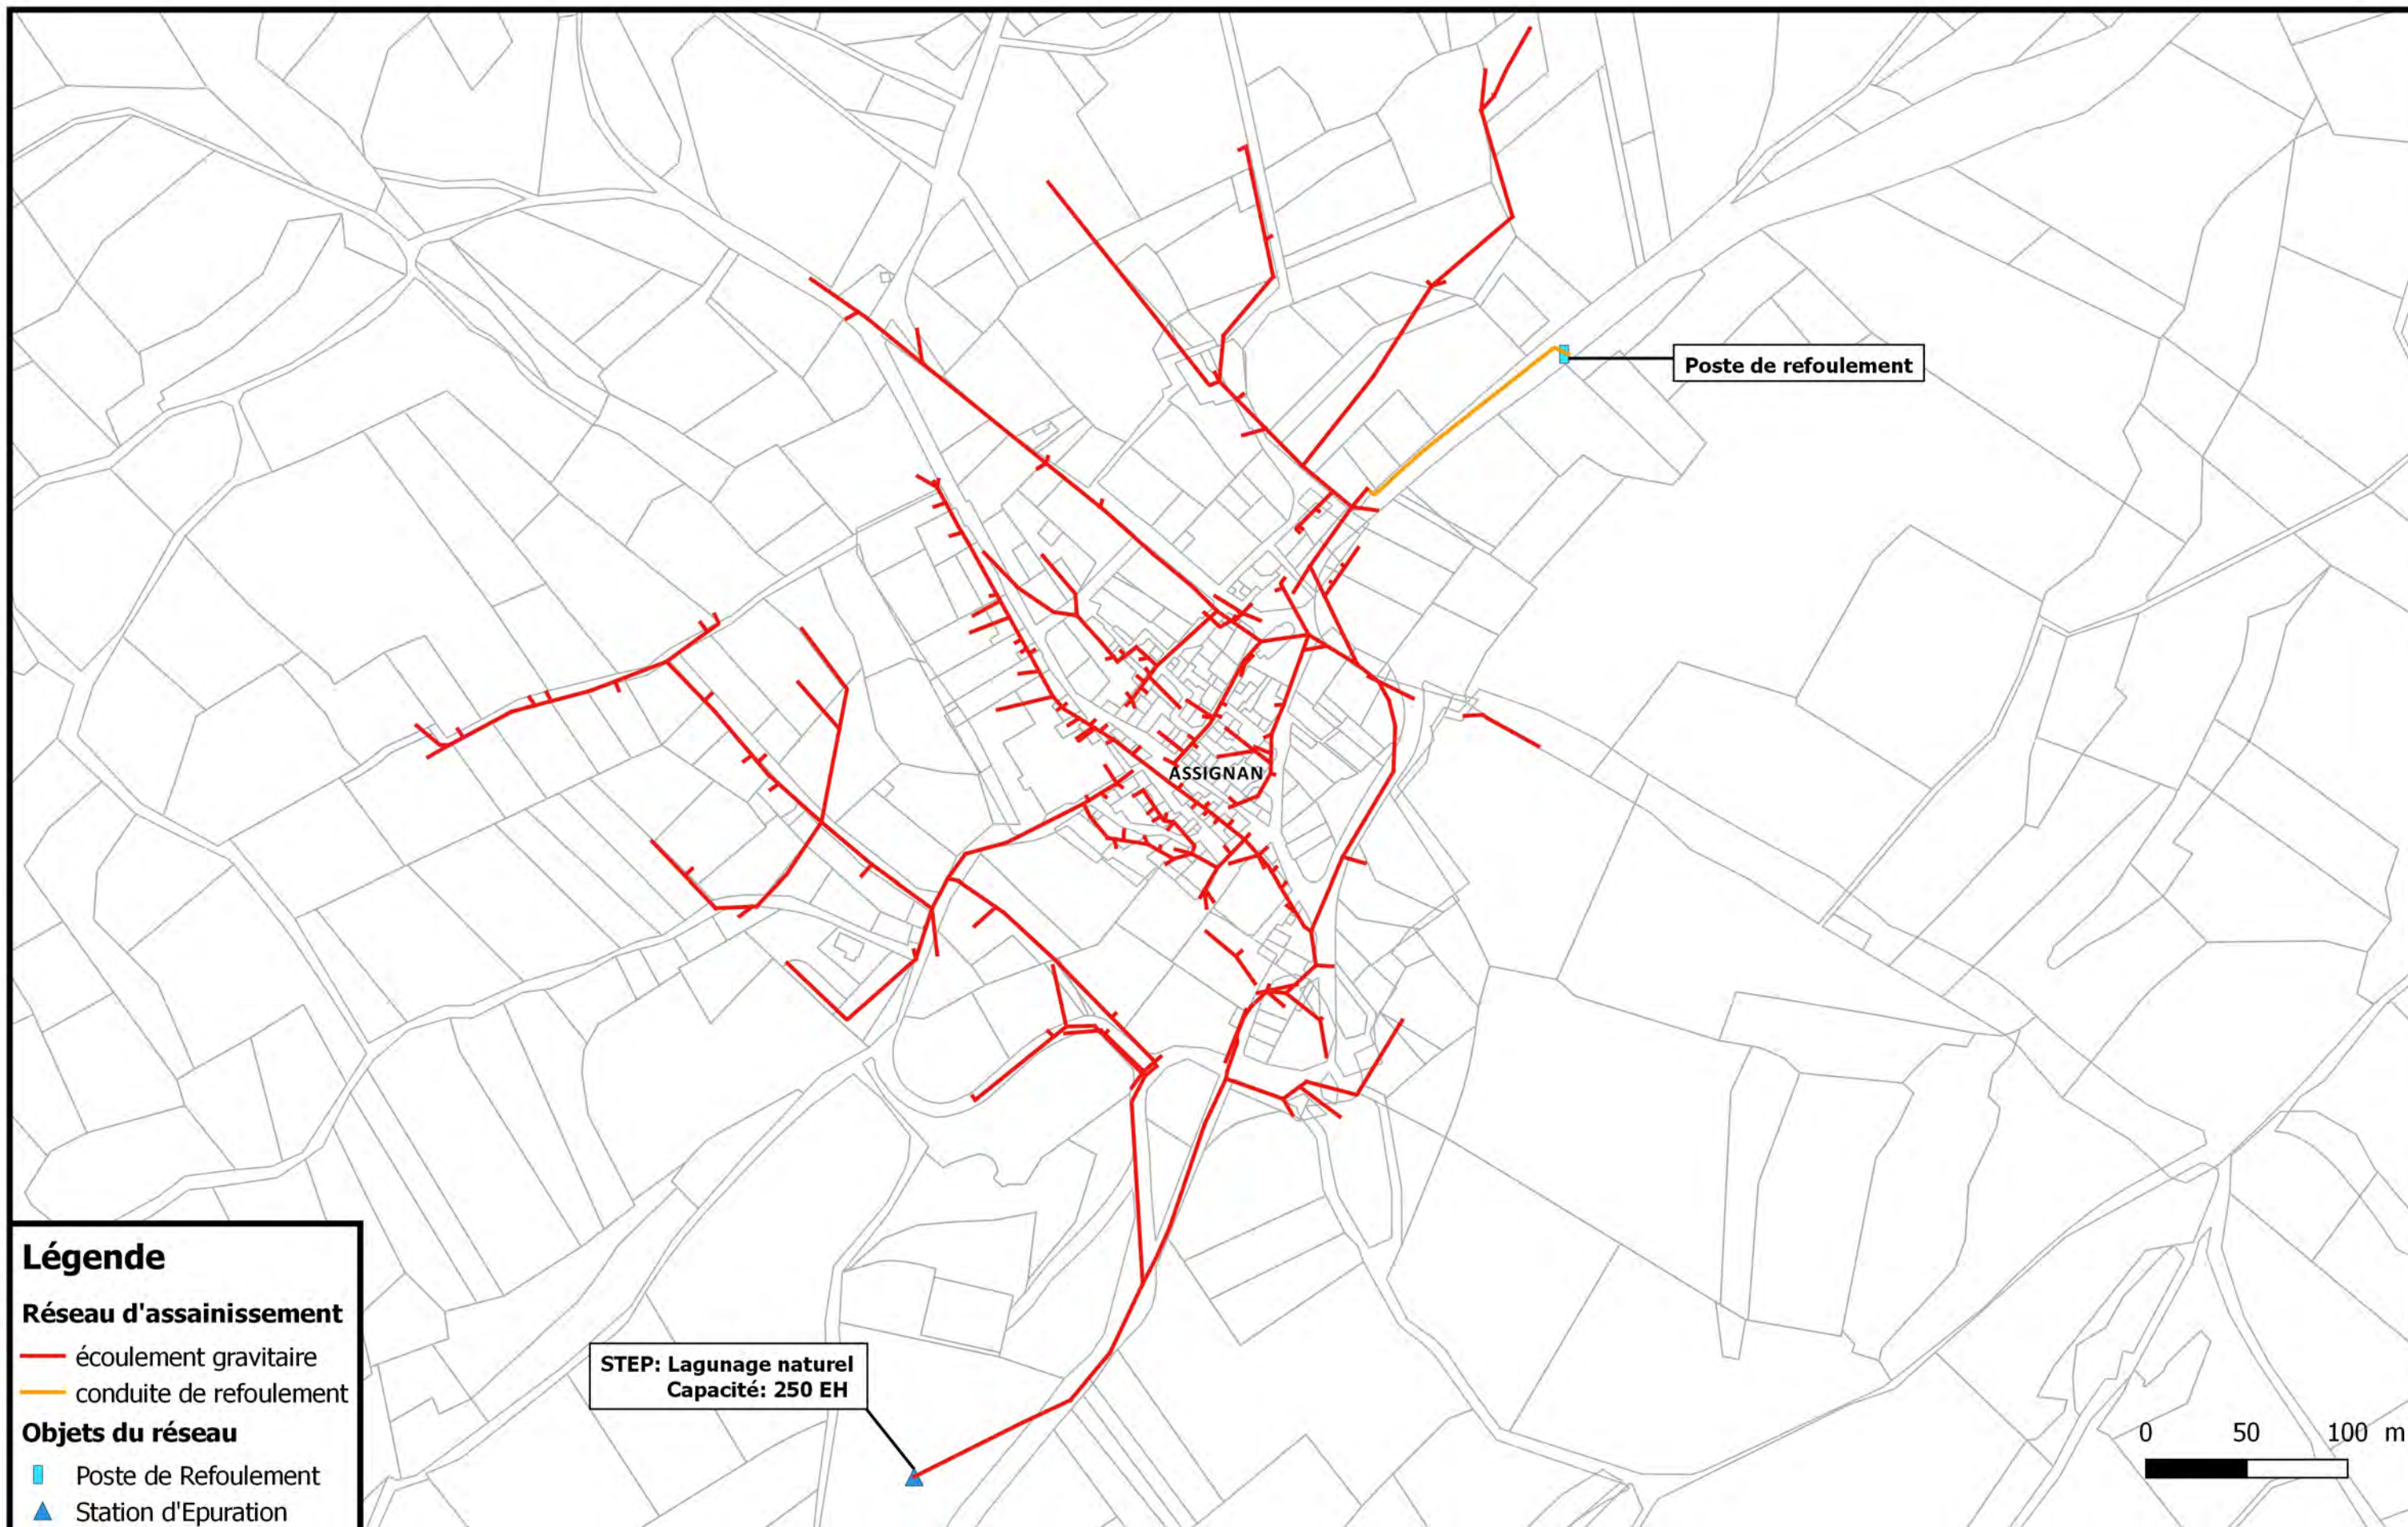 Poste de refoulement
ASSIGNAN
STEP: Lagunage naturel
Capacité: 250 EH
Légende
Réseau d'assainissement
écoulement gravitaire
conduite de refoulement
Objets du réseau
Poste de Refoulement
Station d'Epuration
0 50 100 m